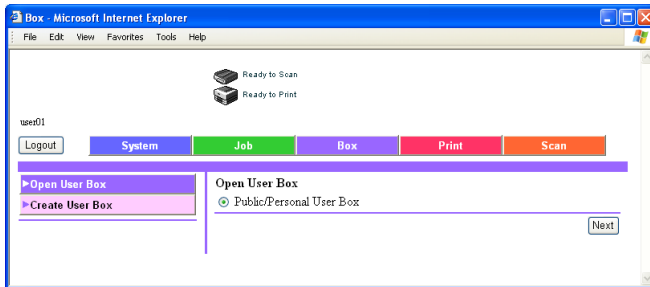 Box - Microsoft Internet Explorer
File Edit View Favorites Tools Help
Ready to Scan
Ready to Print
user01
Logout System Job Box Print Scan
Open User Box
Create User Box
Open User Box
Public/Personal User Box
Next